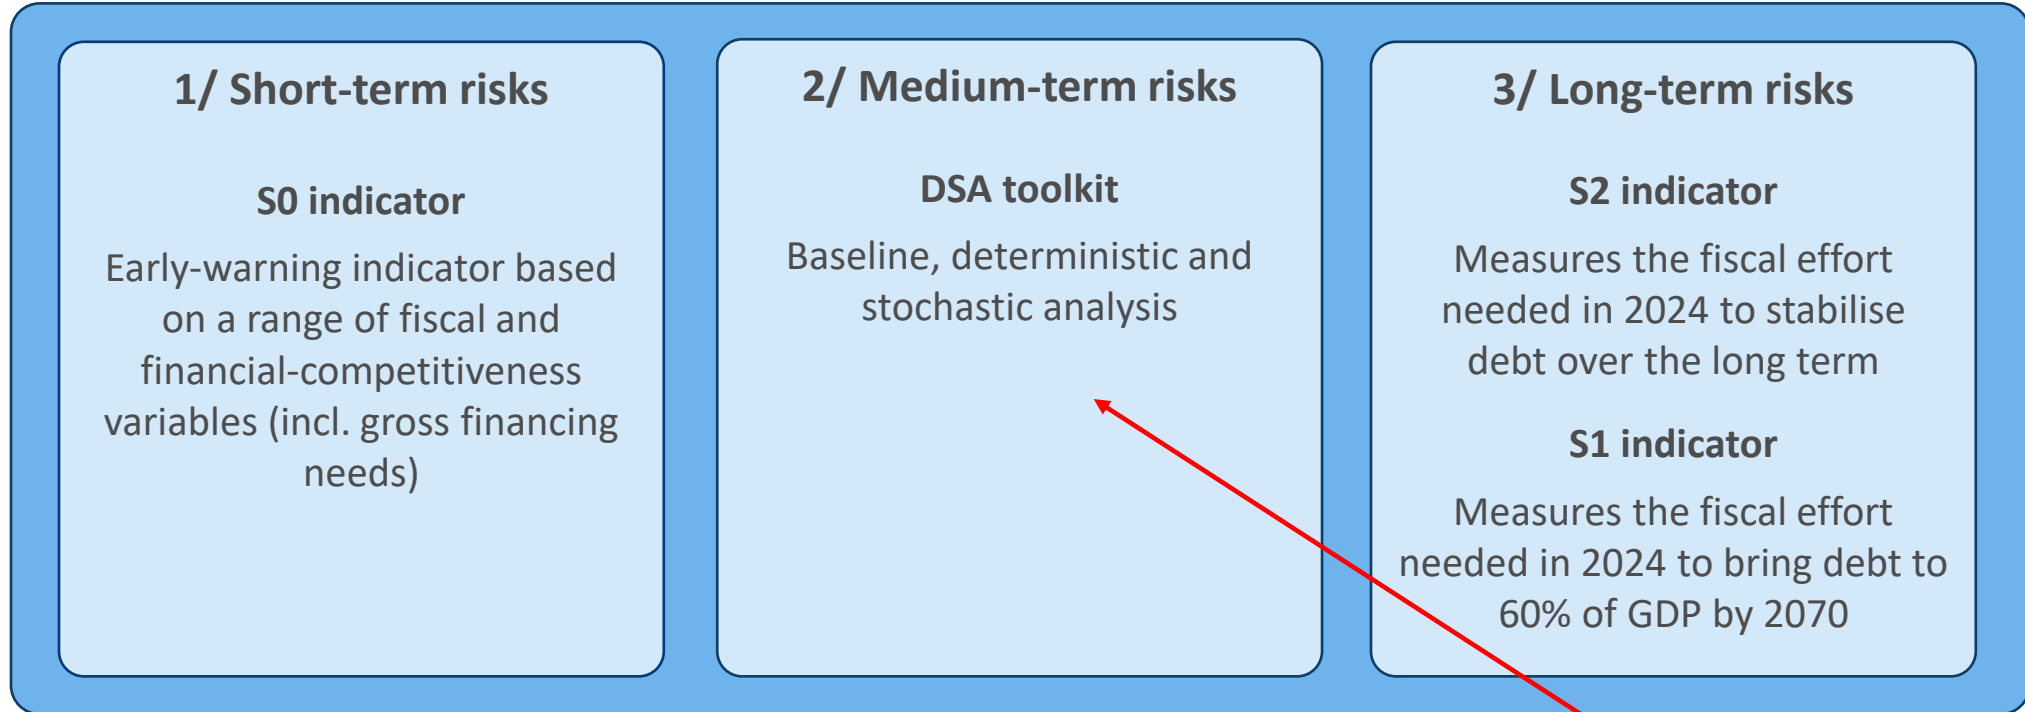 1/ Short-term risks
S0 indicator
Early-warning indicator based
on a range of fiscal and
financial-competitiveness
variables (incl. gross financing
needs)
2/ Medium-term risks
DSA toolkit
Baseline, deterministic and
stochastic analysis
3/ Long-term risks
S2 indicator
Measures the fiscal effort
needed in 2024 to stabilise
debt over the long term
S1 indicator
Measures the fiscal effort
needed in 2024 to bring debt to
60% of GDP by 2070